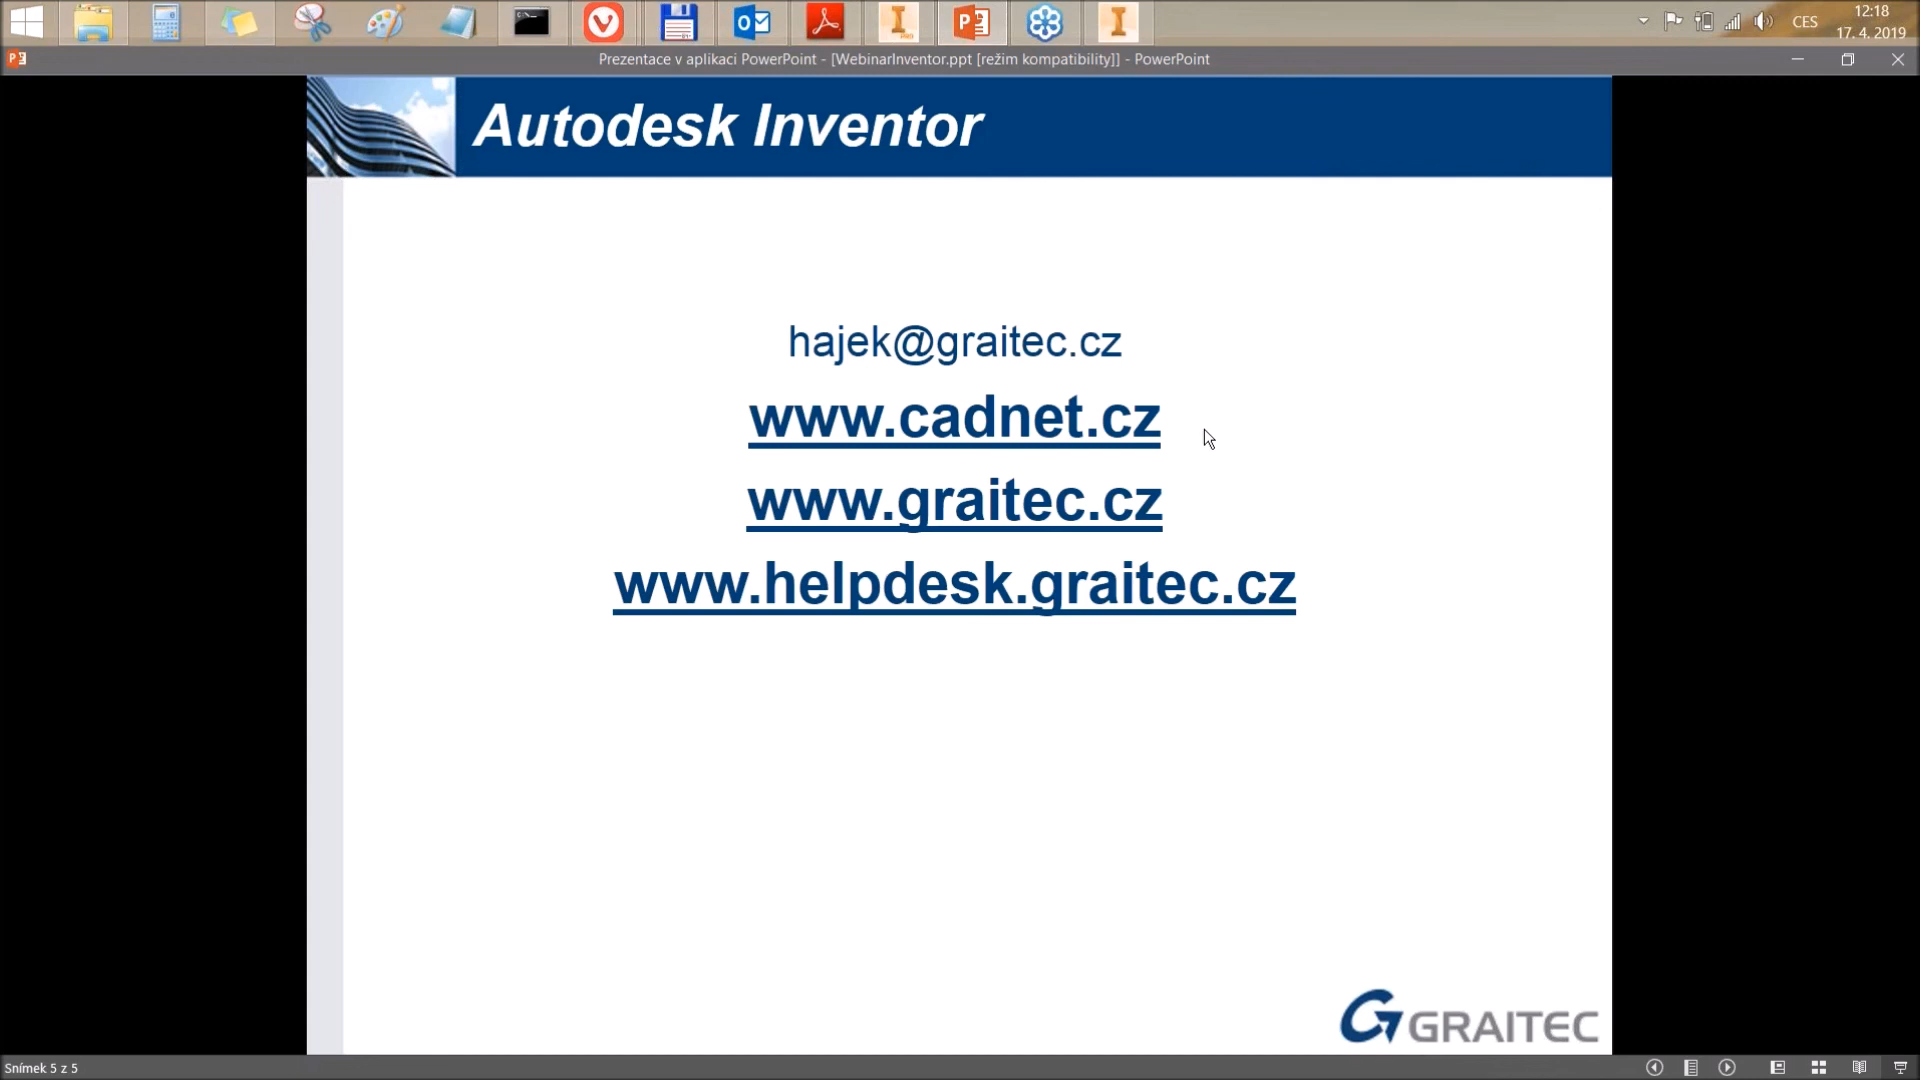 CES
12:18
17. 4. 2019
Prezentace v aplikaci PowerPoint - [WebinarInventor.ppt [režim kompatibility]] - PowerPoint
Autodesk Inventor
hajek@graitec.cz
www.cadnet.cz
www.graitec.cz
www.helpdesk.graitec.cz
GRAITEC
Snímek 5 z 5